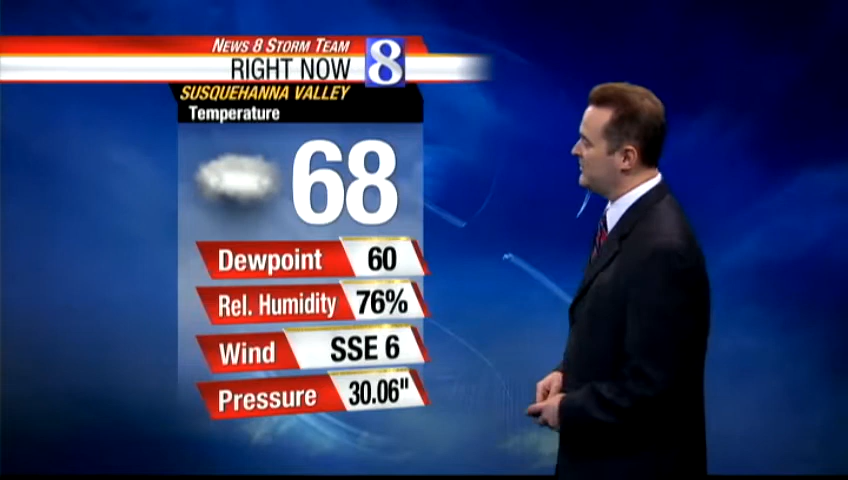 News 8 Storm Team
RIGHT NOW
8
SUSQUEHANNA VALLEY
Temperature
68
Dewpoint 60
Rel. Humidity 76%
Wind SSE 6
Pressure 30.06"